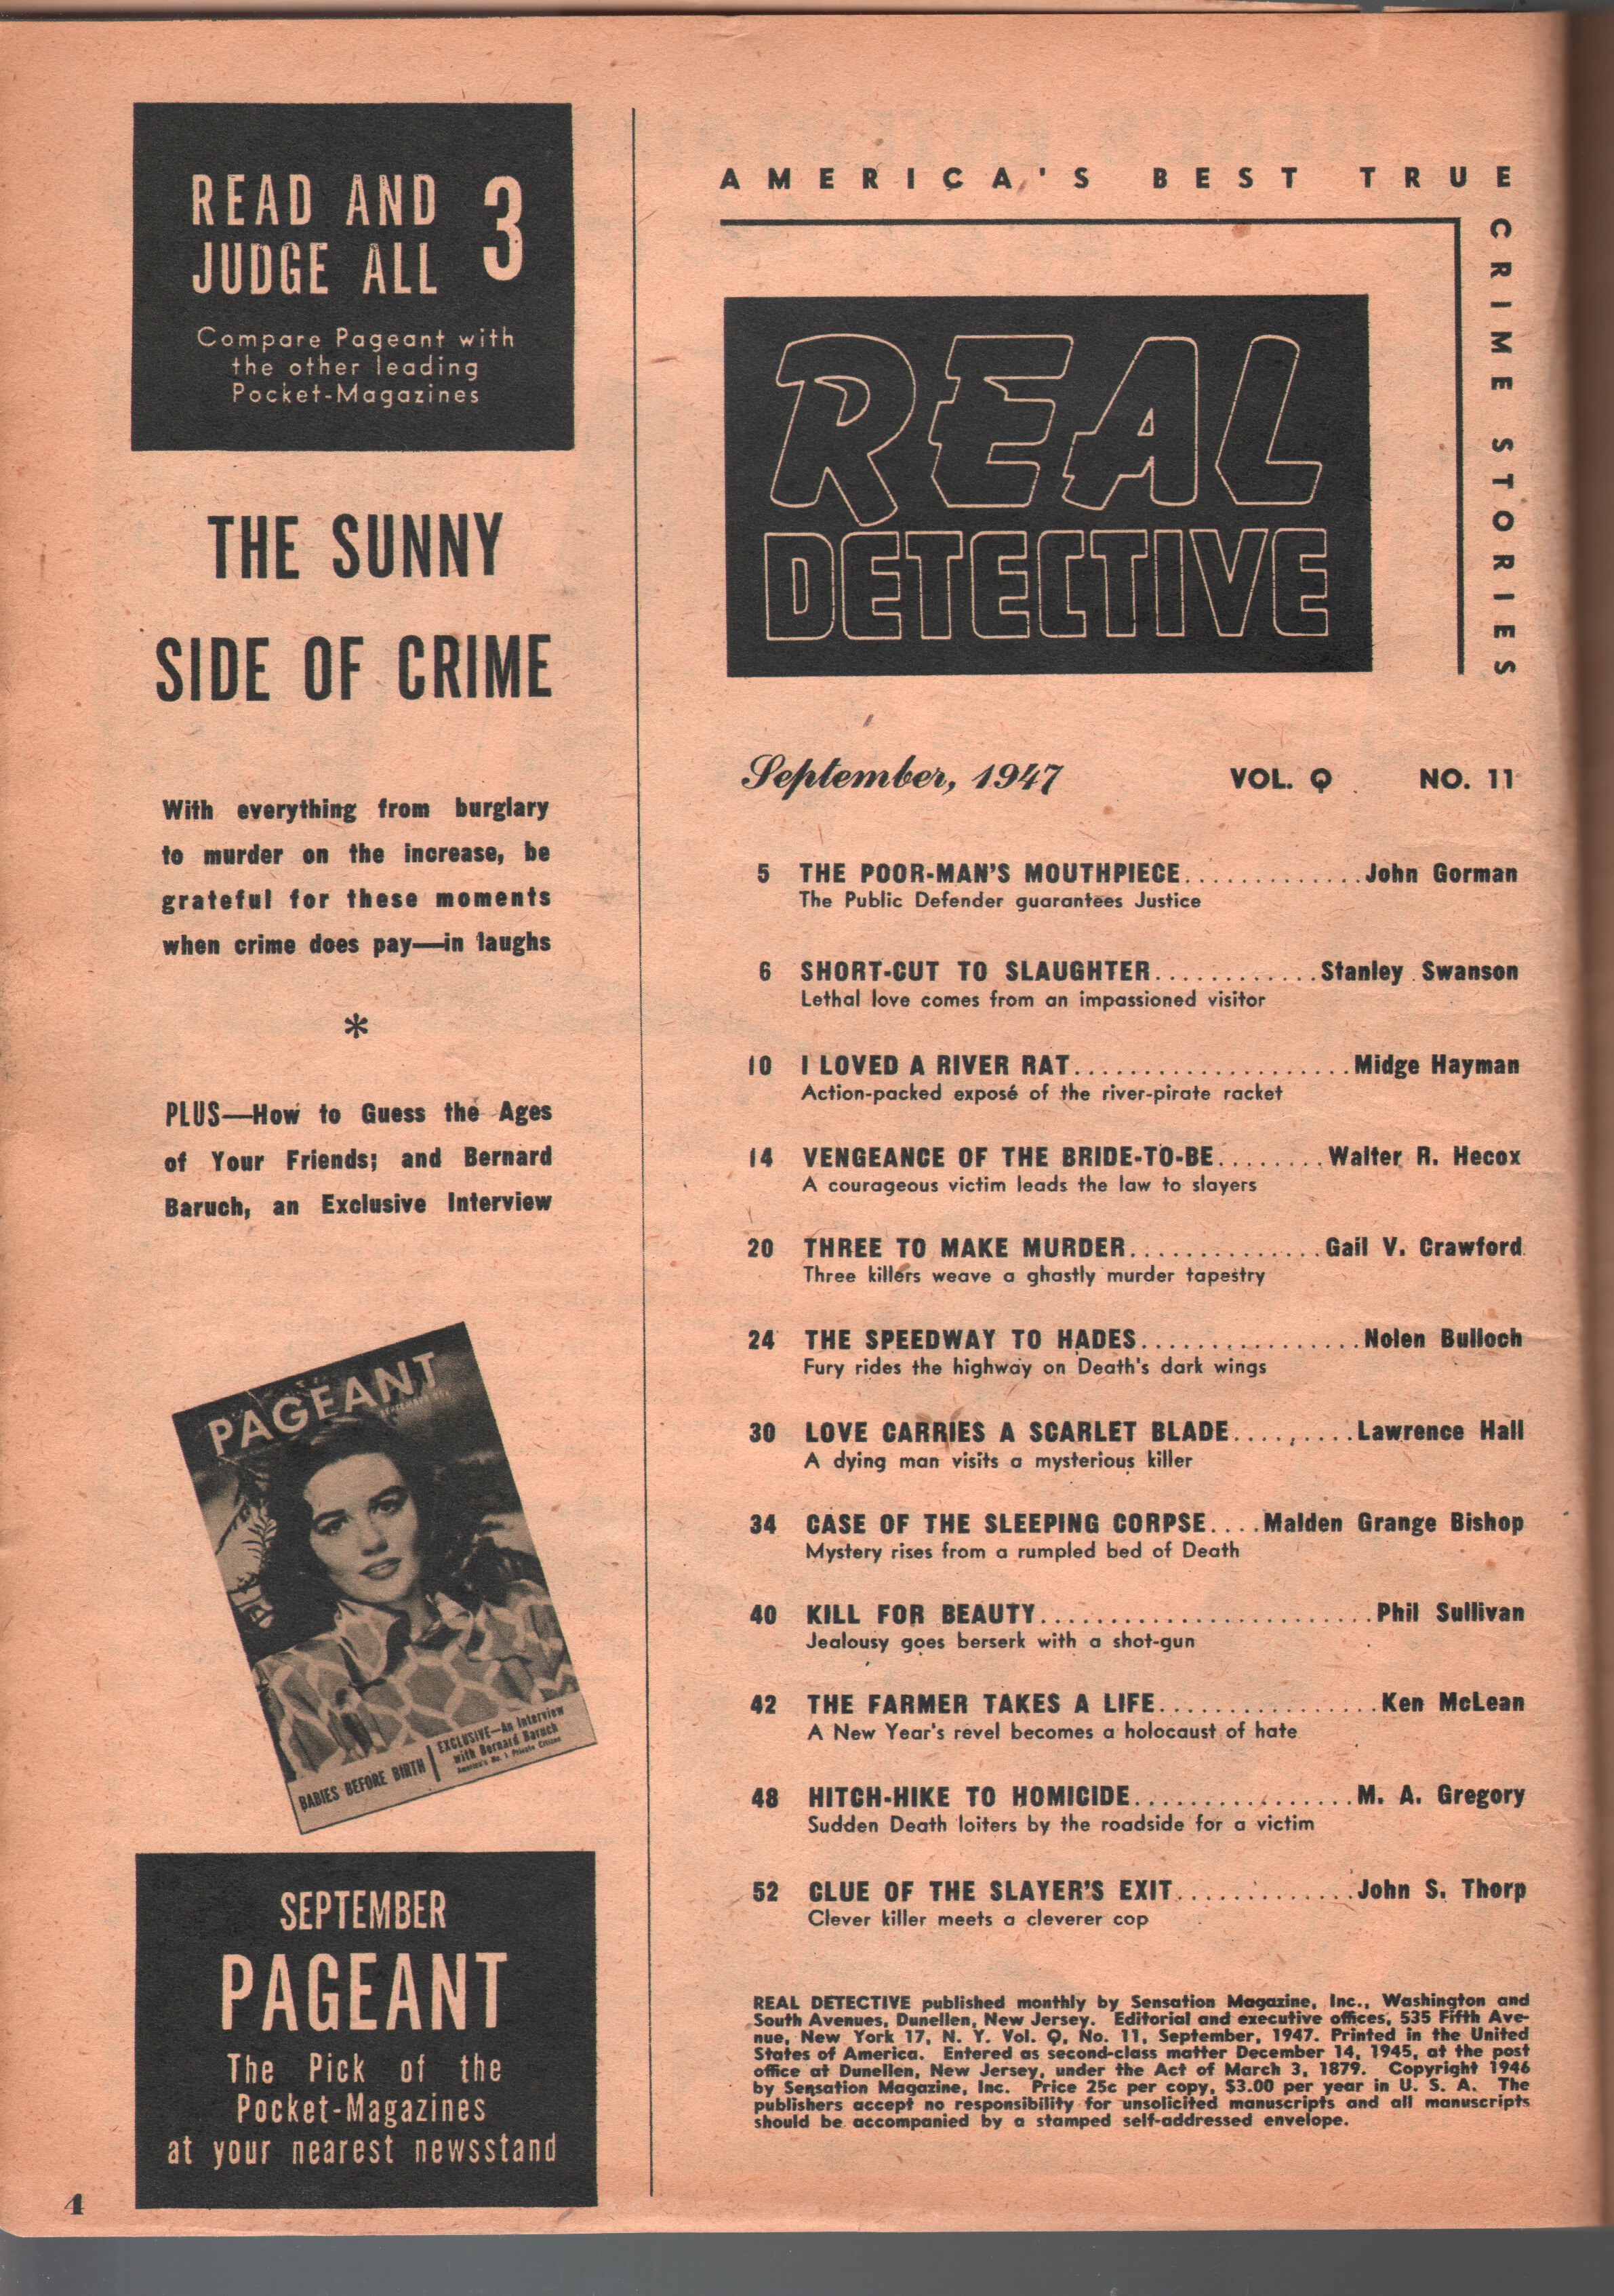 READ AND
JUDGE ALL 3
Compare Pageant with
the other leading
Pocket-Magazines
THE SUNNY
SIDE OF CRIME
With everything from burglary
to murder on the increase, be
grateful for these moments
when crime does pay—in laughs
*
PLUS—How to Guess the Ages
of Your Friends; and Bernard
Baruch, an Exclusive Interview
PAGEANT
SEPTEMBER
BABIES BEFORE BIRTH
EXCLUSIVE—An Interview
with Bernard Baruch
America's No. 1 Private Citizen
SEPTEMBER
PAGEANT
The Pick of the
Pocket-Magazines
at your nearest newsstand
4
AMERICA'S BEST TRUE
CRIME STORIES
REAL
DETECTIVE
September, 1947 VOL. Q NO. 11
5 THE POOR-MAN'S MOUTHPIECE.............John Gorman
The Public Defender guarantees Justice
6 SHORT-CUT TO SLAUGHTER............Stanley Swanson
Lethal love comes from an impassioned visitor
10 I LOVED A RIVER RAT....................Midge Hayman
Action-packed exposé of the river-pirate racket
14 VENGEANCE OF THE BRIDE-TO-BE........Walter R. Hecox
A courageous victim leads the law to slayers
20 THREE TO MAKE MURDER..............Gail V. Crawford
Three killers weave a ghastly murder tapestry
24 THE SPEEDWAY TO HADES................Nolen Bulloch
Fury rides the highway on Death's dark wings
30 LOVE CARRIES A SCARLET BLADE.........Lawrence Hall
A dying man visits a mysterious killer
34 CASE OF THE SLEEPING CORPSE....Malden Grange Bishop
Mystery rises from a rumpled bed of Death
40 KILL FOR BEAUTY........................Phil Sullivan
Jealousy goes berserk with a shot-gun
42 THE FARMER TAKES A LIFE................Ken McLean
A New Year's revel becomes a holocaust of hate
48 HITCH-HIKE TO HOMICIDE................M. A. Gregory
Sudden Death loiters by the roadside for a victim
52 CLUE OF THE SLAYER'S EXIT.............John S. Thorp
Clever killer meets a cleverer cop
REAL DETECTIVE published monthly by Sensation Magazine, Inc., Washington and
South Avenues, Dunellen, New Jersey. Editorial and executive offices, 535 Fifth Ave-
nue, New York 17, N. Y. Vol. Q, No. 11, September, 1947. Printed in the United
States of America. Entered as second-class matter December 14, 1945, at the post
office at Dunellen, New Jersey, under the Act of March 3, 1879. Copyright 1946
by Sensation Magazine, Inc. Price 25c per copy, $3.00 per year in U. S. A. The
publishers accept no responsibility for unsolicited manuscripts and all manuscripts
should be accompanied by a stamped self-addressed envelope.